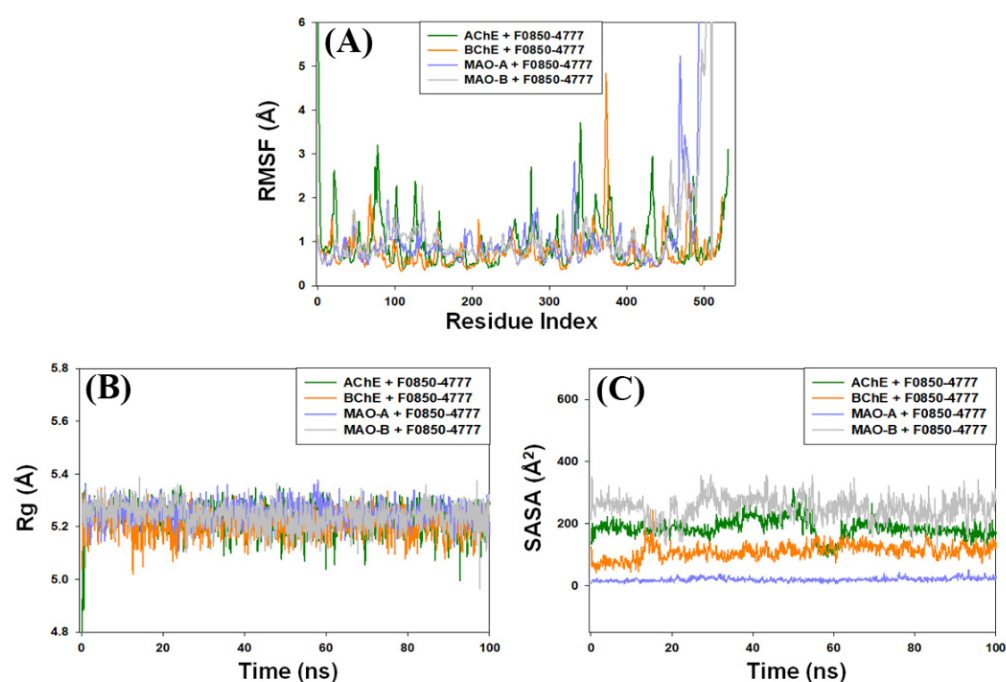 (A)
AChE + F0850-4777
BChE + F0850-4777
MAO-A + F0850-4777
MAO-B + F0850-4777
RMSF (Å)
6
5
4
3
2
1
0
0 100 200 300 400 500
Residue Index
(B)
AChE + F0850-4777
BChE + F0850-4777
MAO-A + F0850-4777
MAO-B + F0850-4777
Rg (Å)
5.8
5.6
5.4
5.2
5.0
4.8
0 20 40 60 80 100
Time (ns)
(C)
AChE + F0850-4777
BChE + F0850-4777
MAO-A + F0850-4777
MAO-B + F0850-4777
SASA (Å²)
600
400
200
0
0 20 40 60 80 100
Time (ns)